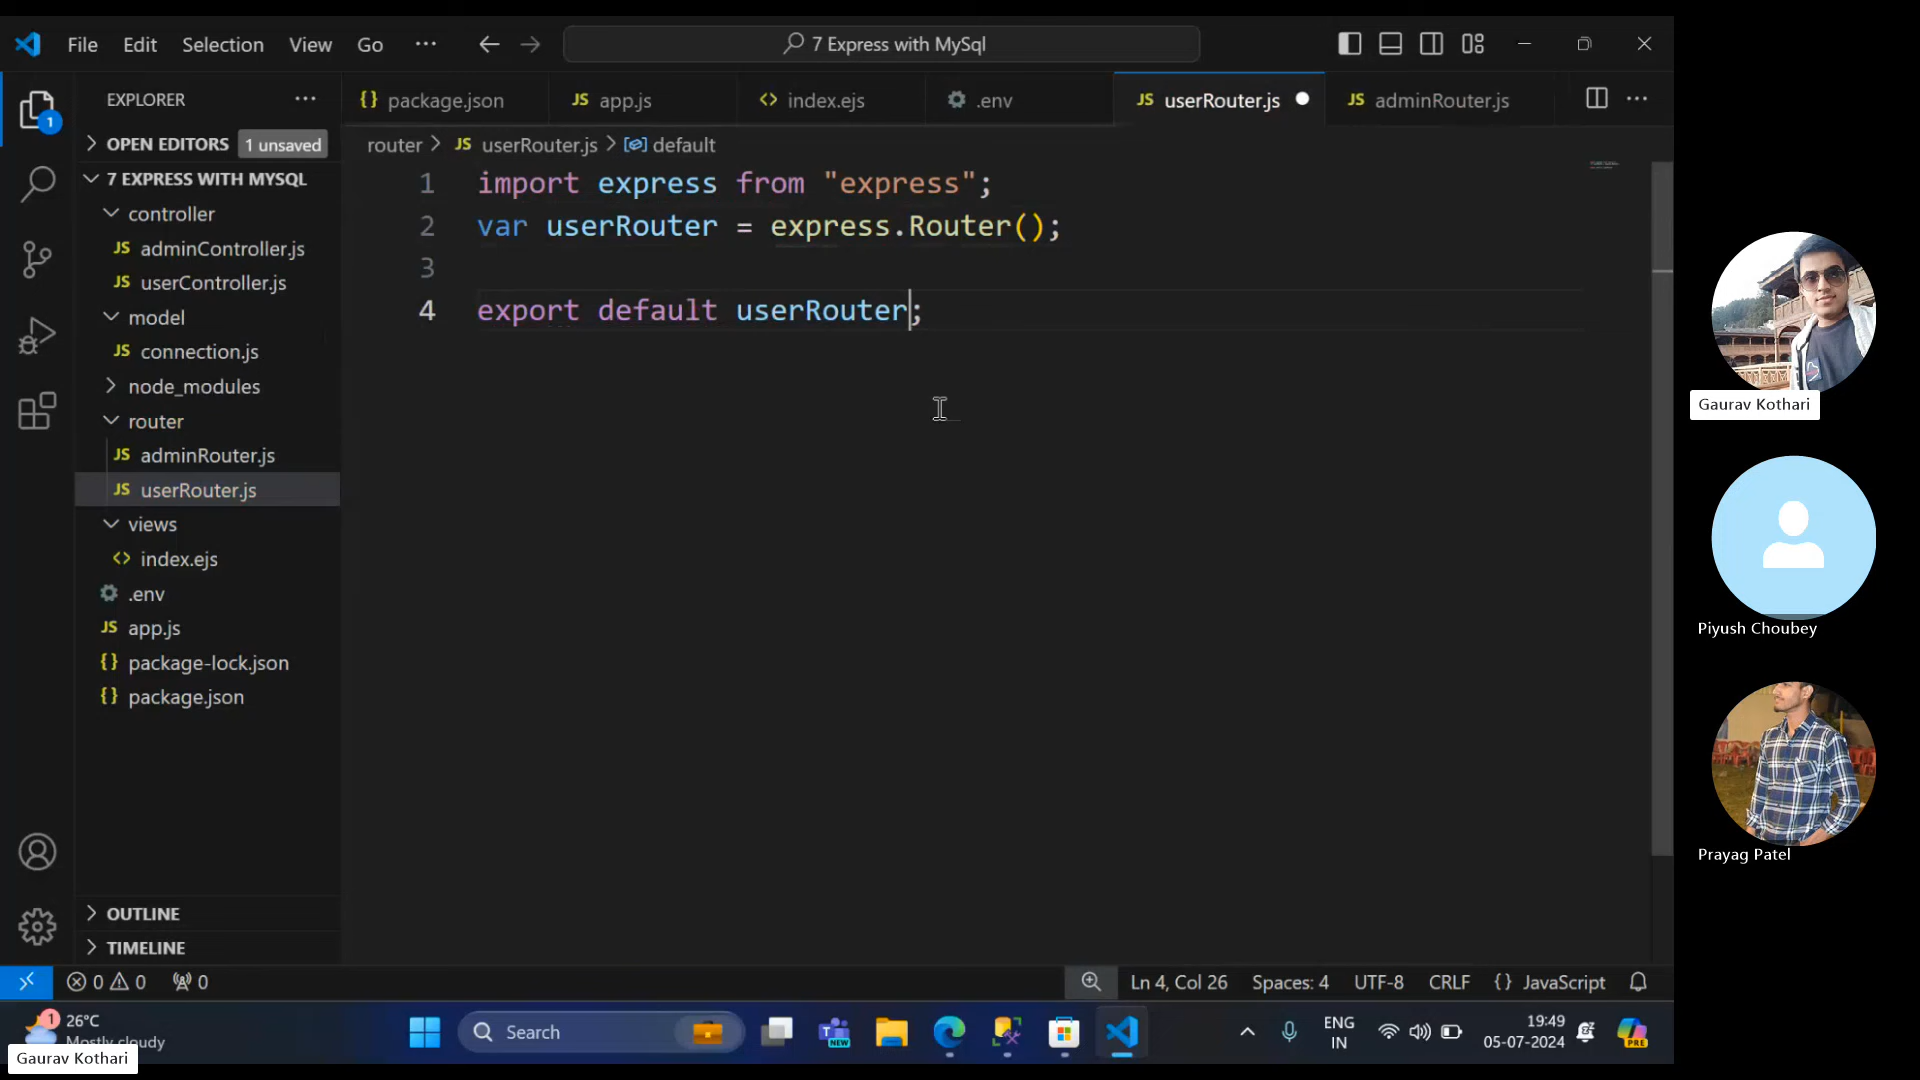 File Edit Selection View Go ... 7 Express with MySql
EXPLORER ...
OPEN EDITORS 1 unsaved
7 EXPRESS WITH MYSQL
controller
JS adminController.js
JS userController.js
model
JS connection.js
node_modules
router
JS adminRouter.js
JS userRouter.js
views
<> index.ejs
.env
JS app.js
{} package-lock.json
{} package.json
OUTLINE
TIMELINE
1
{} package.json JS app.js <> index.ejs .env JS userRouter.js JS adminRouter.js ...
router > JS userRouter.js > default
1 import express from "express";
2 var userRouter = express.Router();
3
4 export default userRouter;
0 0 0 Ln 4, Col 26 Spaces: 4 UTF-8 CRLF {} JavaScript
1 26°C
Mostly cloudy
Search
NEW
ENG
IN
19:49
05-07-2024
PRE
Gaurav Kothari
Gaurav Kothari
Piyush Choubey
Prayag Patel